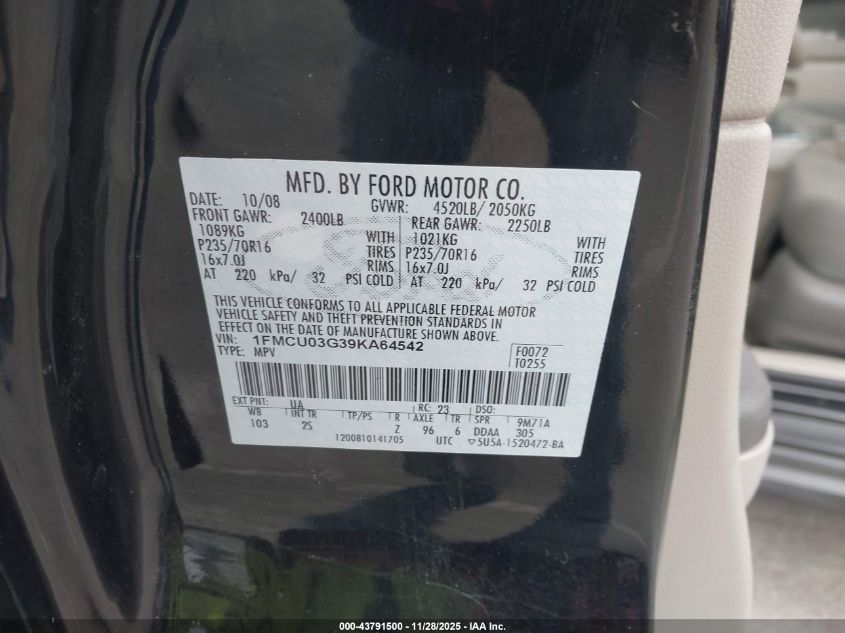 MFD. BY FORD MOTOR CO.
DATE: 10/08 GVWR: 4520LB/ 2050KG
FRONT GAWR: 2400LB REAR GAWR: 2250LB
1089KG WITH 1021KG WITH
P235/70R16 TIRES P235/70R16 TIRES
16x7.0J RIMS 16x7.0J RIMS
AT 220 kPa/ 32 PSI COLD AT 220 kPa/ 32 PSI COLD
THIS VEHICLE CONFORMS TO ALL APPLICABLE FEDERAL MOTOR
VEHICLE SAFETY AND THEFT PREVENTION STANDARDS IN
EFFECT ON THE DATE OF MANUFACTURE SHOWN ABOVE.
VIN: 1FMCU03G39KA64542 F0072
TYPE: MPV T0255
EXT PNT: UA RC: 23 DSO:
WB INT TR TP/PS R AXLE TR SPR 9M71A
103 2S Z 96 6 DDAA 305
1200810141705 UTC ▽5U5A-1520472-BA
000-43791500 - 11/28/2025 - IAA Inc.